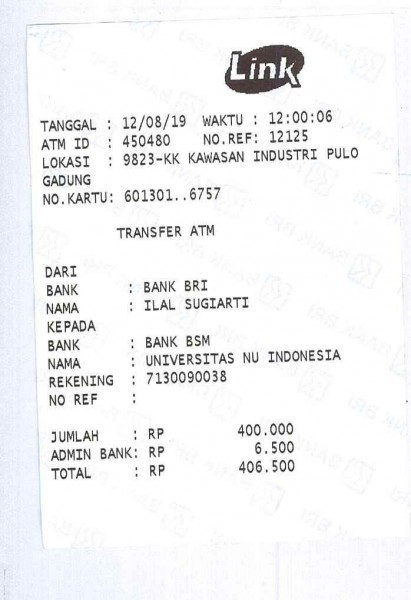 Link
TANGGAL : 12/08/19 WAKTU : 12:00:06
ATM ID : 450480 NO.REF: 12125
LOKASI : 9823-KK KAWASAN INDUSTRI PULO
GADUNG
NO.KARTU: 601301..6757
TRANSFER ATM
DARI
BANK : BANK BRI
NAMA : ILAL SUGIARTI
KEPADA
BANK : BANK BSM
NAMA : UNIVERSITAS NU INDONESIA
REKENING : 7130090038
NO REF :
JUMLAH : RP 400.000
ADMIN BANK: RP 6.500
TOTAL : RP 406.500